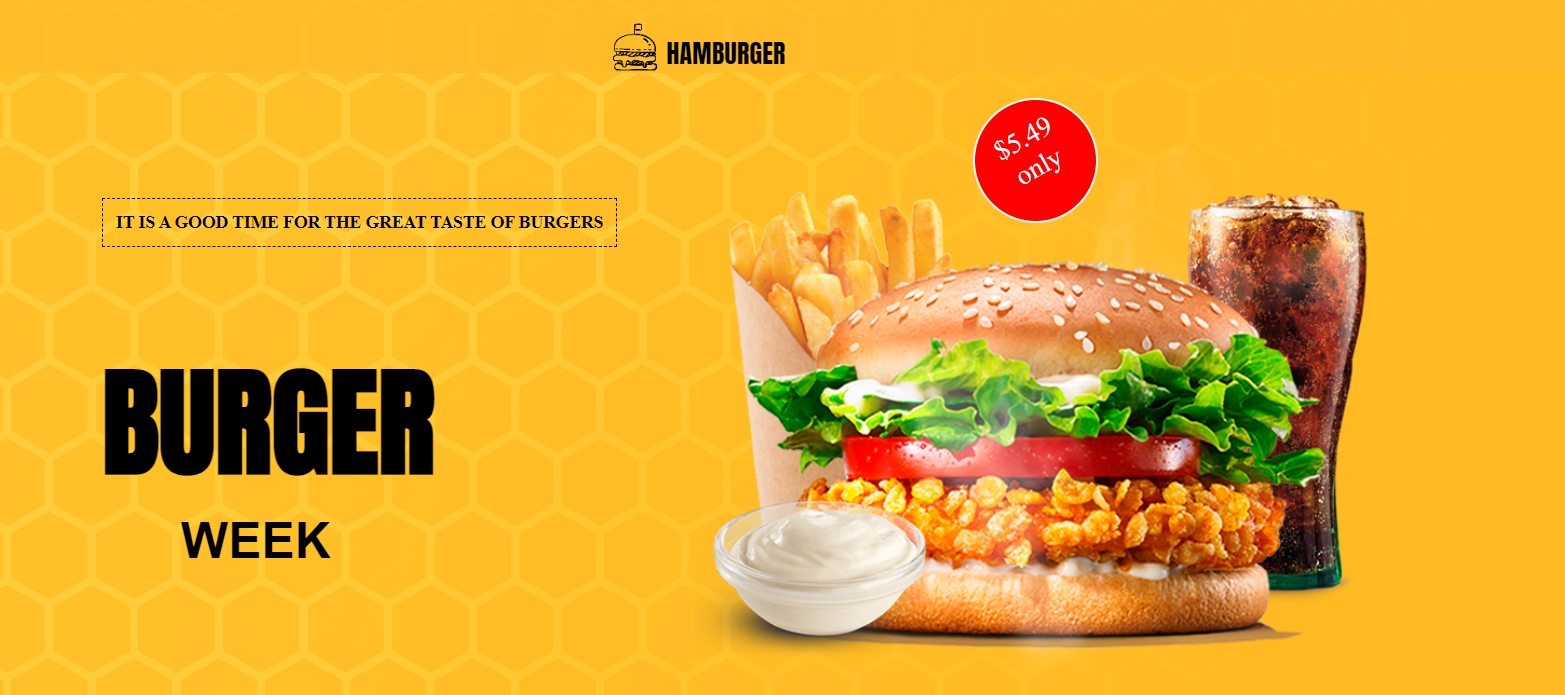 HAMBURGER
$5.49
only
IT IS A GOOD TIME FOR THE GREAT TASTE OF BURGERS
BURGER
WEEK